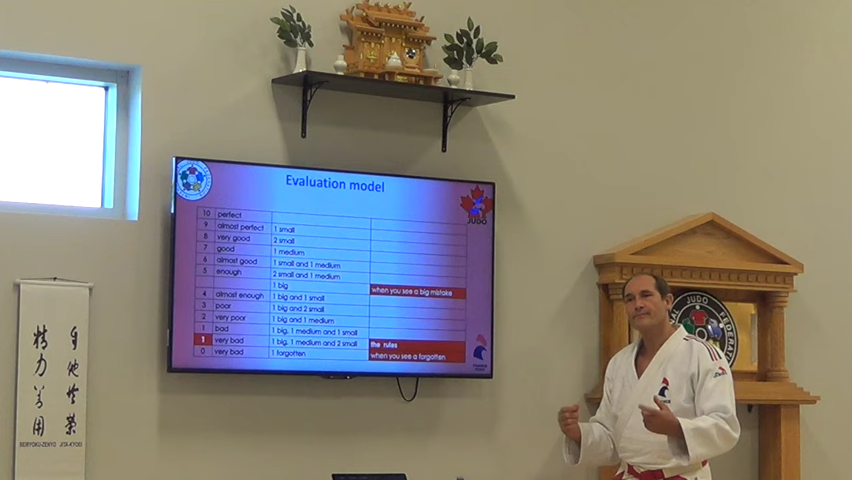 Evaluation model
10 perfect
9 almost perfect 1 small
8 very good 2 small
7 good 1 medium
6 almost good 1 small and 1 medium
5 enough 2 small and 1 medium
1 big when you see a big mistake
4 almost enough 1 big and 1 small
3 poor 1 big and 2 small
2 very poor 1 big and 1 medium
1 bad 1 big, 1 medium and 1 small
1 very bad 1 big, 1 medium and 2 small the rules
0 very bad 1 forgotten when you see a forgotten
JUDO
精力善用
自他共栄
SEIRYOKU-ZENYO JITA-KYOEI
NAL JUDO FEDERA